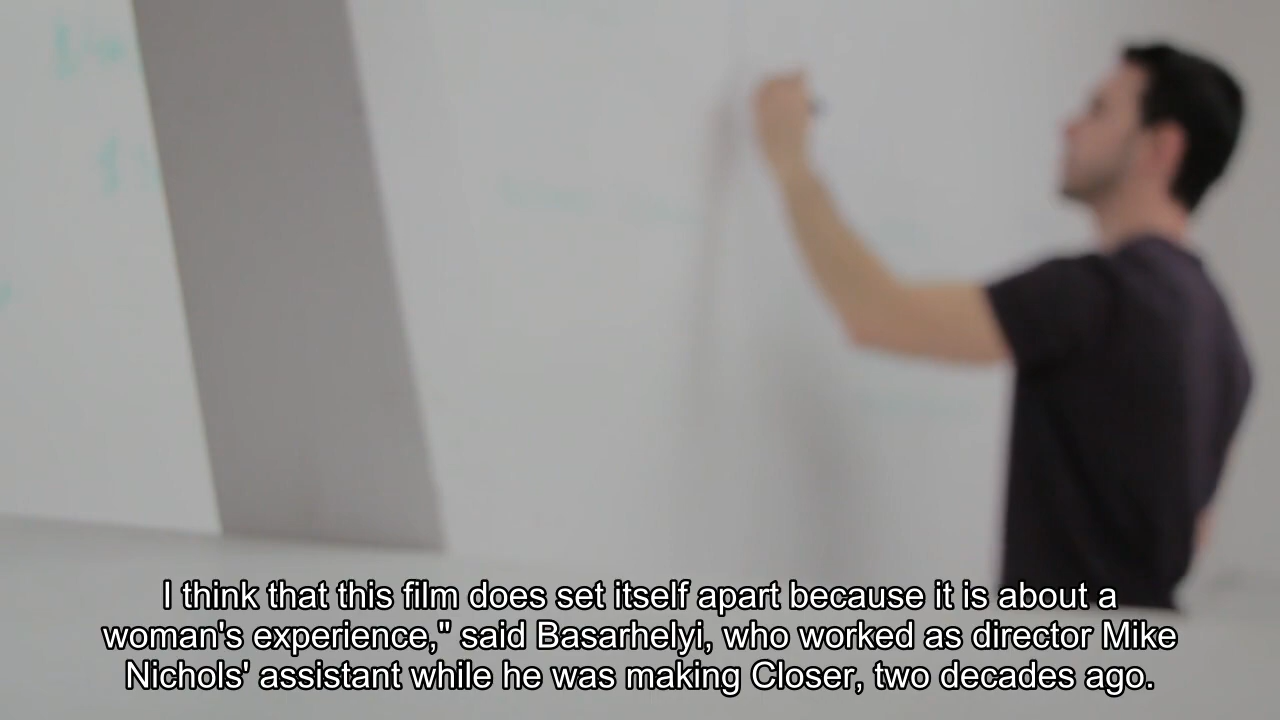 I think that this film does set itself apart because it is about a
woman's experience," said Basarhelyi, who worked as director Mike
Nichols' assistant while he was making Closer, two decades ago.